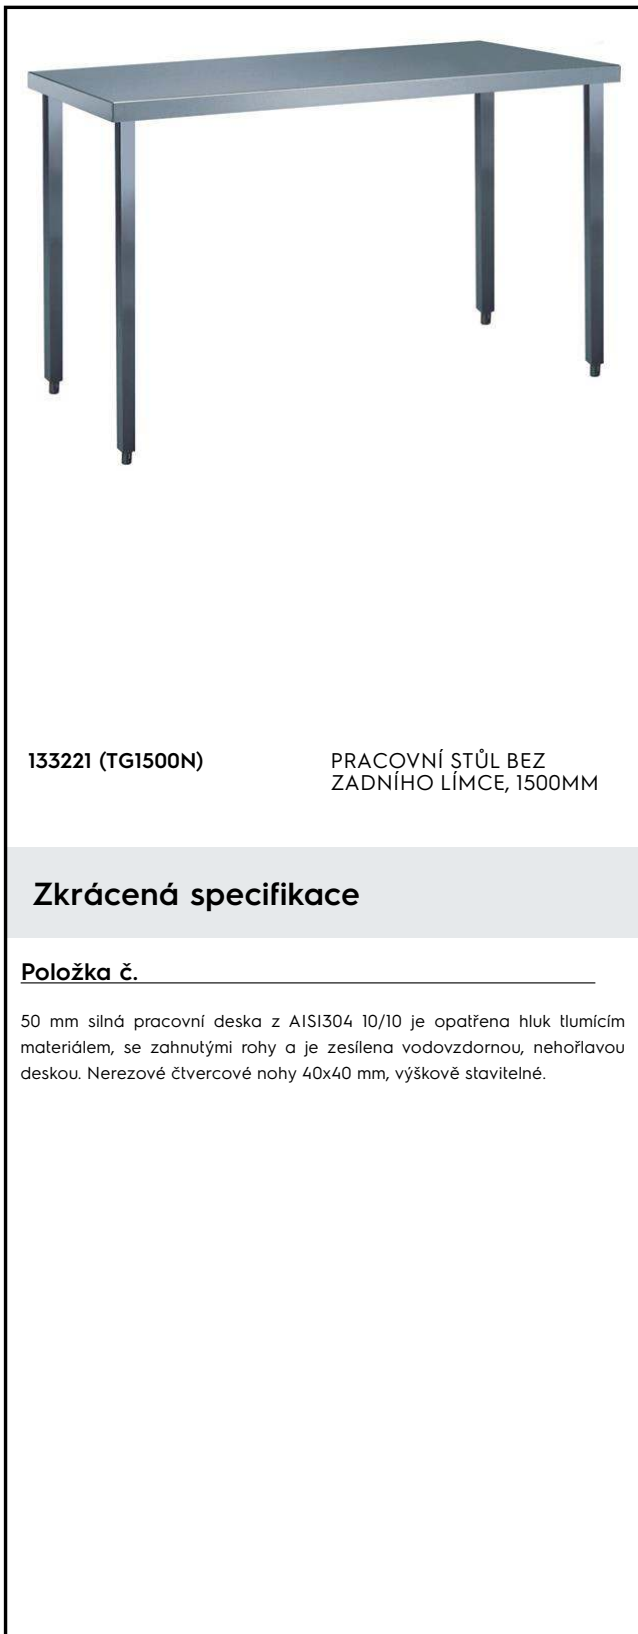 133221 (TG1500N)
PRACOVNÍ STŮL BEZ
ZADNÍHO LÍMCE, 1500MM
Zkrácená specifikace
Položka č.
50 mm silná pracovní deska z AISI304 10/10 je opatřena hluk tlumícím
materiálem, se zahnutými rohy a je zesílena vodovzdornou, nehořlavou
deskou. Nerezové čtvercové nohy 40x40 mm, výškově stavitelné.